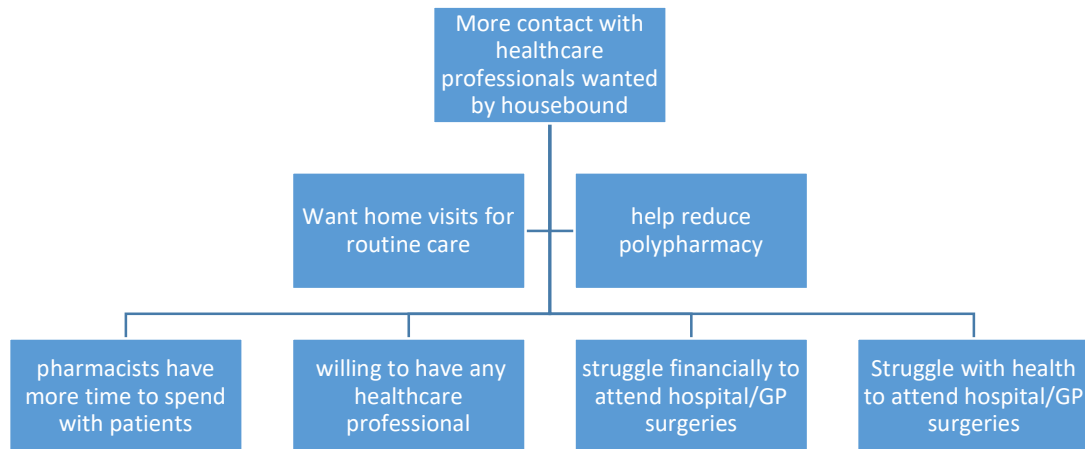 More contact with
healthcare
professionals wanted
by housebound
Want home visits for
routine care
help reduce
polypharmacy
pharmacists have
more time to spend
with patients
willing to have any
healthcare
professional
struggle financially to
attend hospital/GP
surgeries
Struggle with health
to attend hospital/GP
surgeries